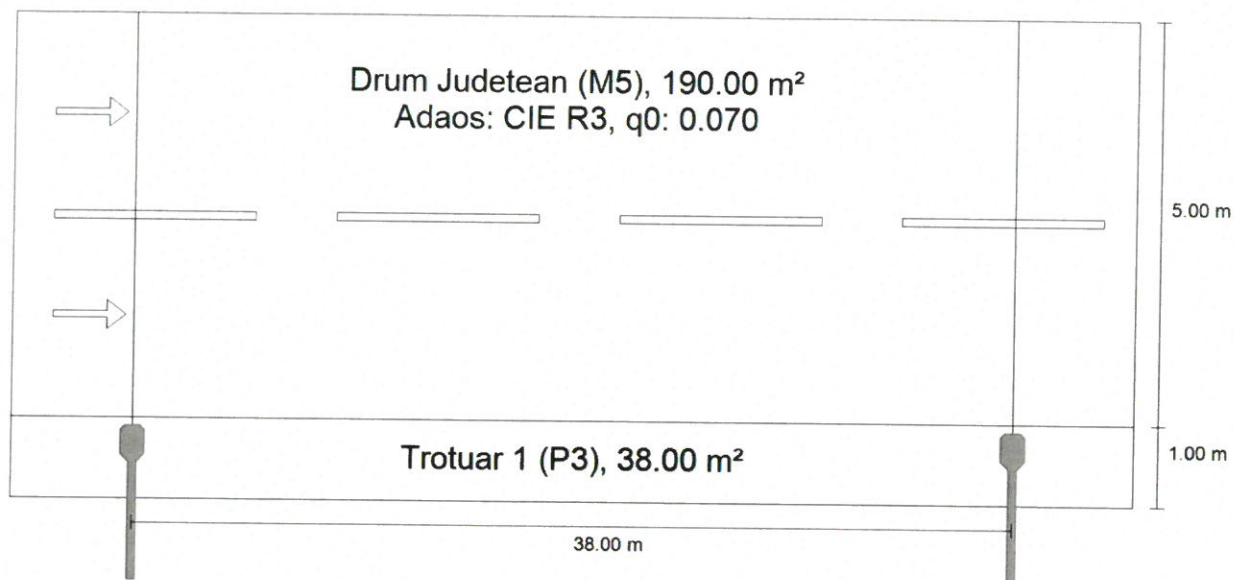 Drum Judetean (M5), 190.00 m²
Adaos: CIE R3, q0: 0.070
5.00 m
Trotuar 1 (P3), 38.00 m²
1.00 m
38.00 m